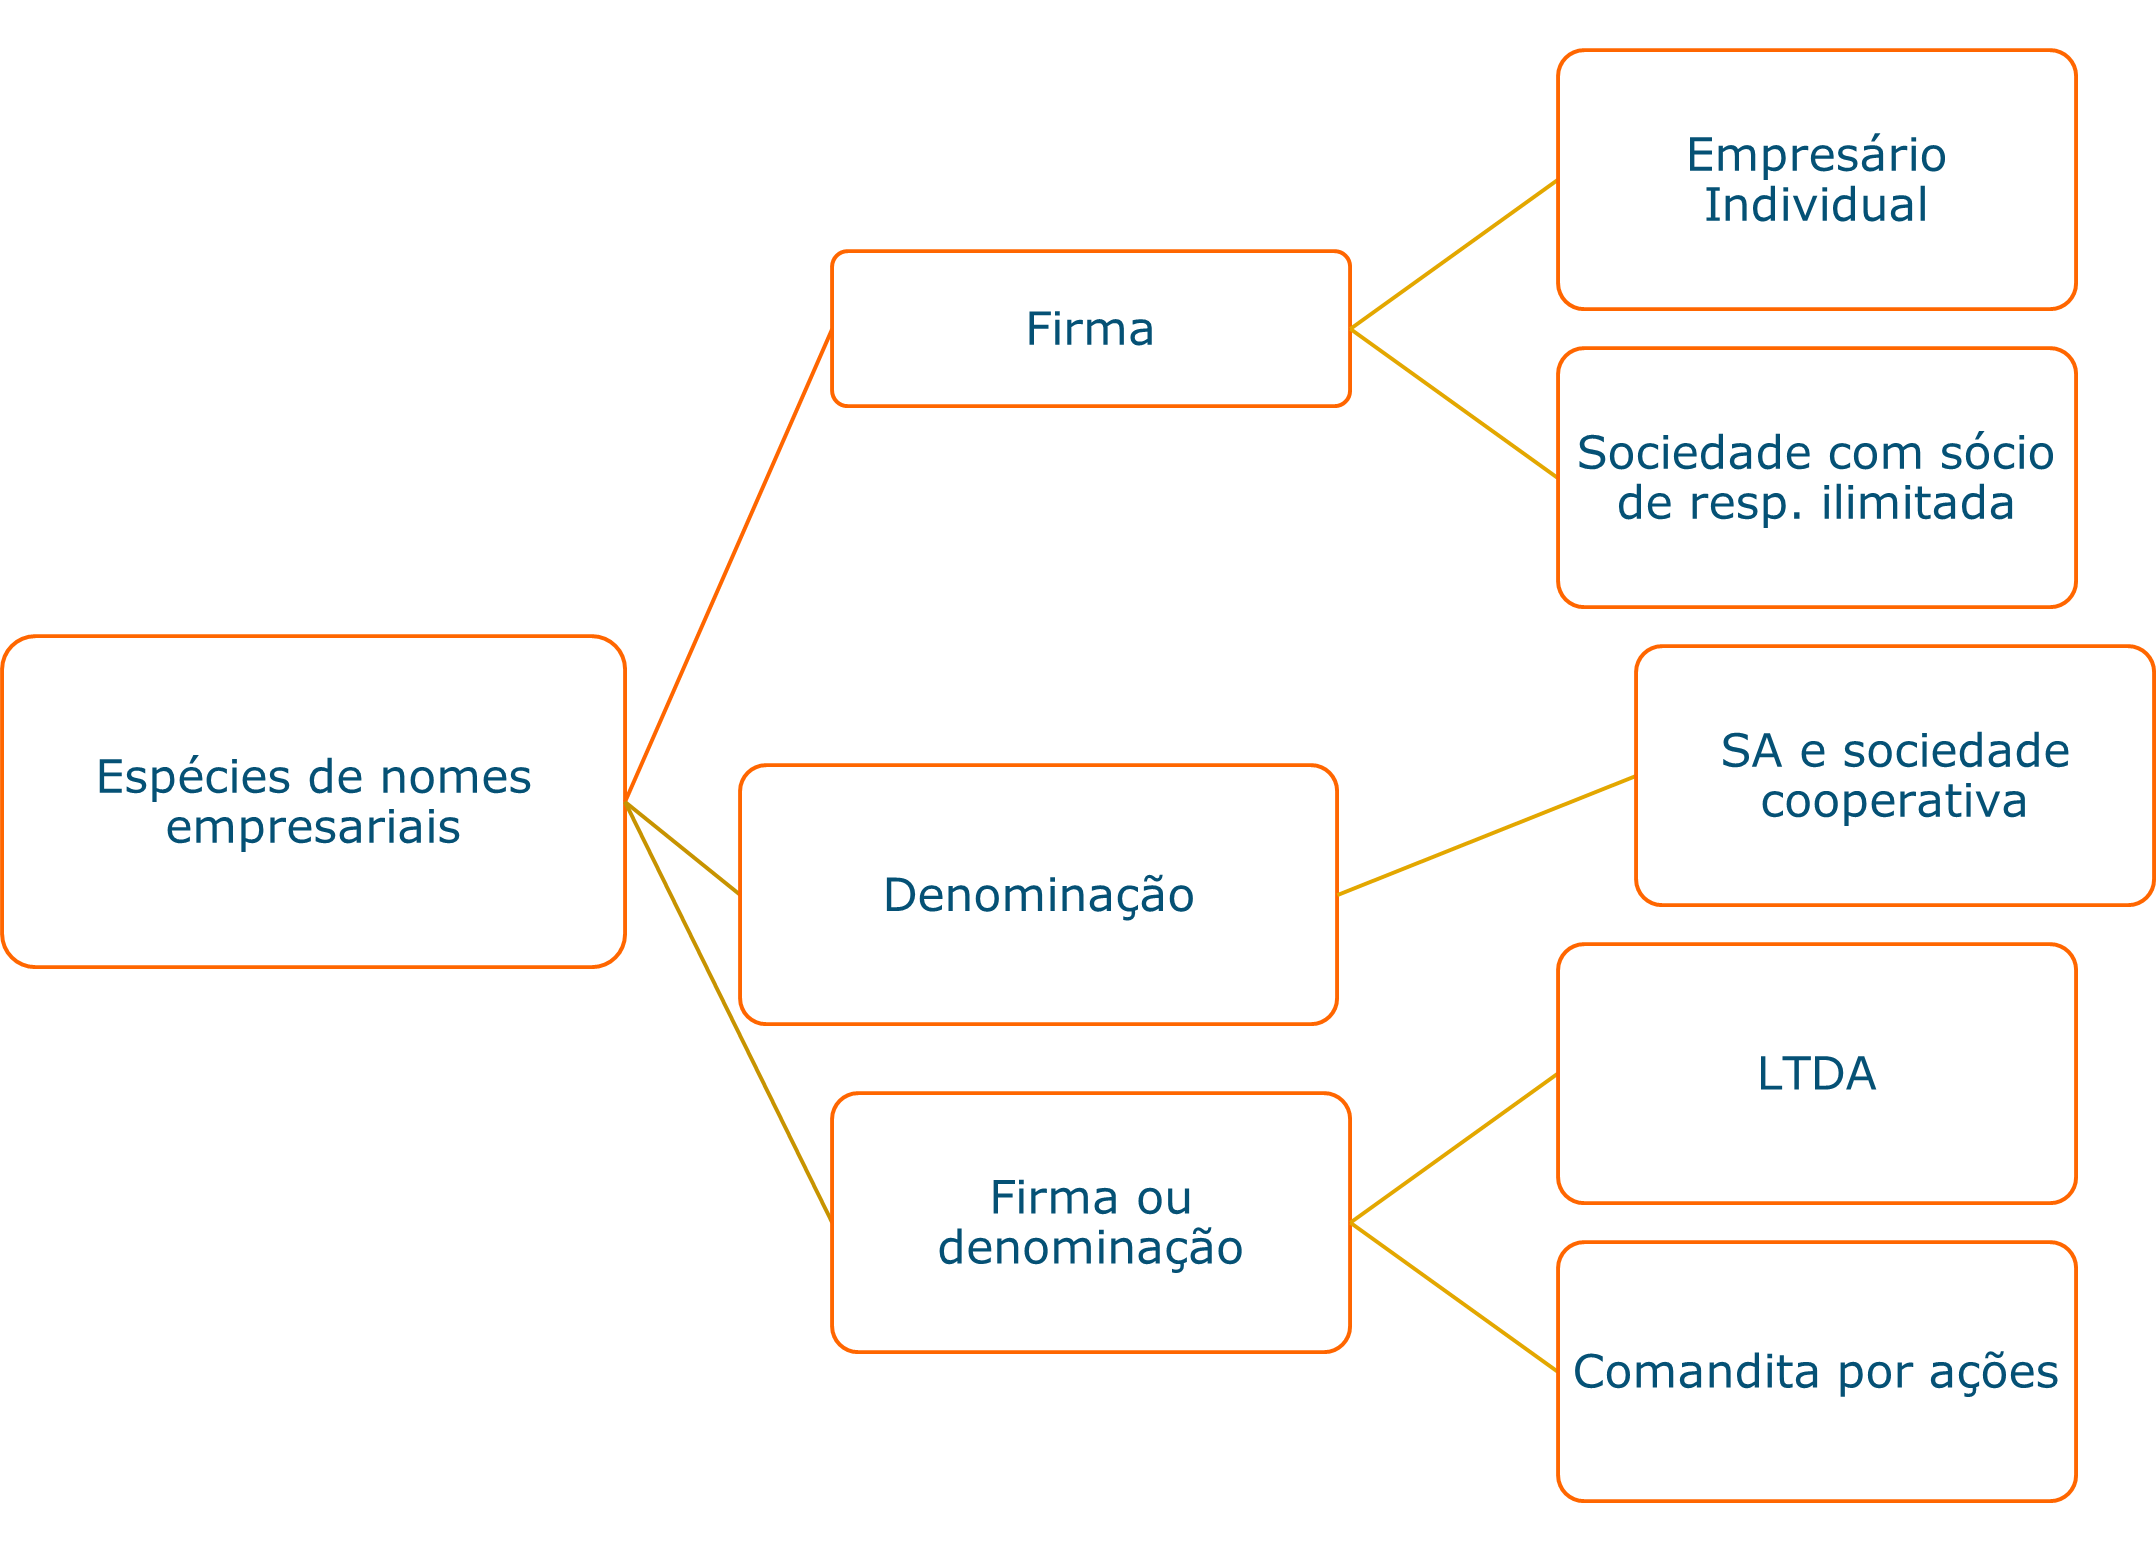 Espécies de nomes
empresariais
Firma
Empresário
Individual
Sociedade com sócio
de resp. ilimitada
Denominação
SA e sociedade
cooperativa
Firma ou
denominação
LTDA
Comandita por ações